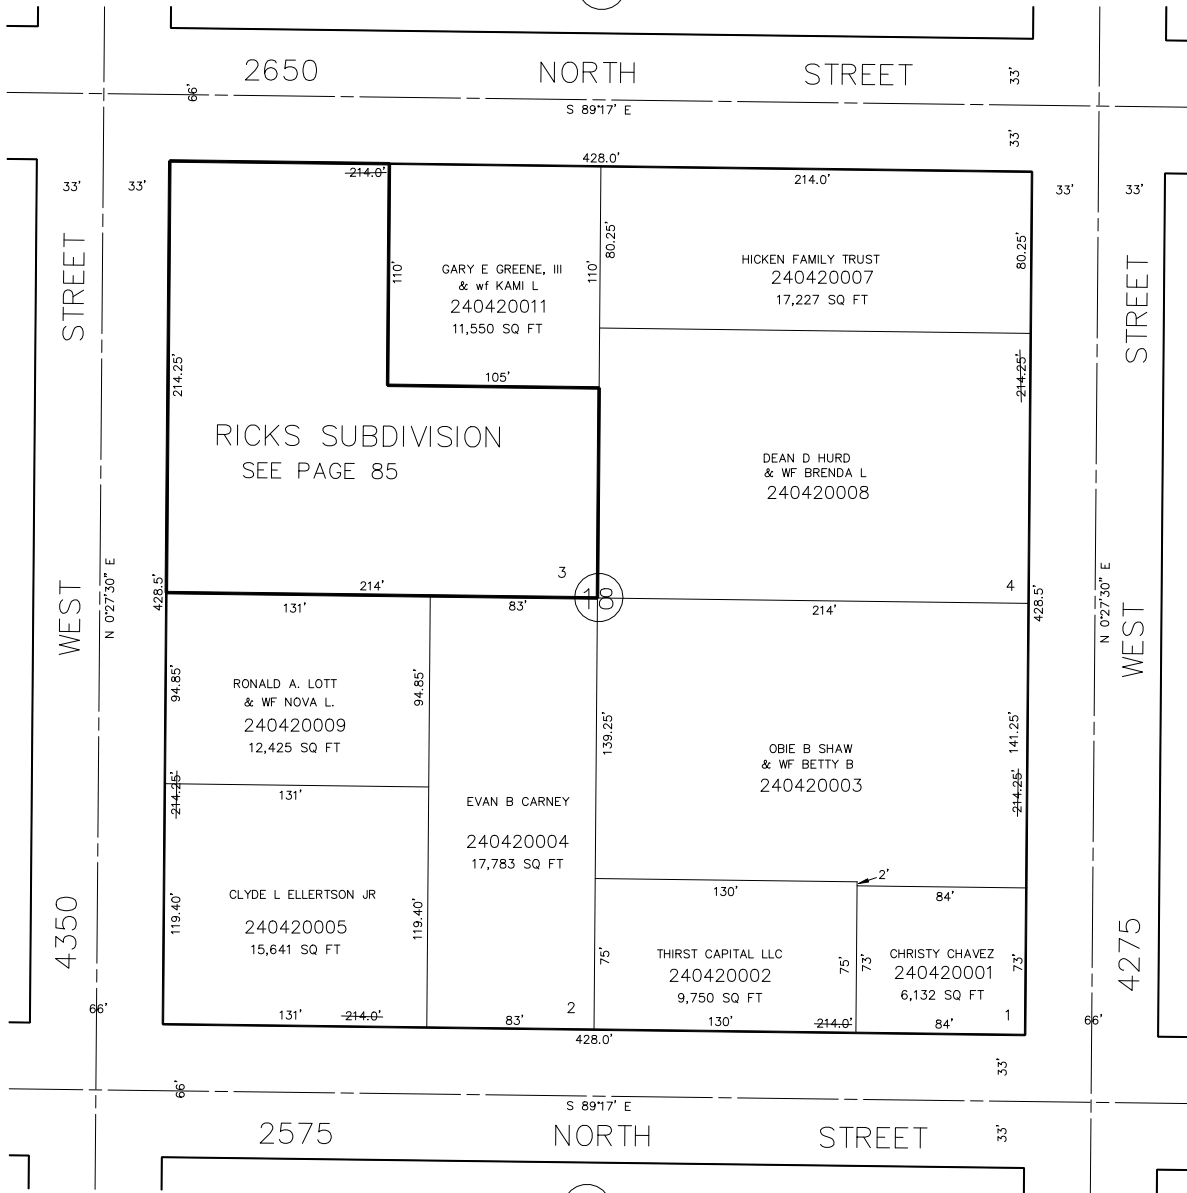 2650 NORTH STREET
33'
66'
S 89°17' E
33'
428.0'
33' 33'
214.0'
214.0'
33' 33'
STREET
80.25'
80.25'
STREET
110'
GARY E GREENE, III
& wf KAMI L
240420011
11,550 SQ FT
110'
HICKEN FAMILY TRUST
240420007
17,227 SQ FT
214.25'
105'
214.25'
RICKS SUBDIVISION
SEE PAGE 85
DEAN D HURD
& WF BRENDA L
240420008
3
4
18
428.5'
N 0°27'30" E
214'
131'
83'
214'
428.5'
N 0°27'30" E
WEST
WEST
94.85'
RONALD A. LOTT
& WF NOVA L.
240420009
12,425 SQ FT
94.85'
139.25'
141.25'
OBIE B SHAW
& WF BETTY B
240420003
214.25'
131'
214.25'
EVAN B CARNEY
240420004
17,783 SQ FT
2'
130'
84'
CLYDE L ELLERTSON JR
240420005
15,641 SQ FT
119.40'
119.40'
4350
4275
75'
THIRST CAPITAL LLC
240420002
9,750 SQ FT
75'
73'
CHRISTY CHAVEZ
240420001
6,132 SQ FT
73'
66'
131'
214.0'
83'
2
130'
214.0'
84'
1
66'
428.0'
33'
66'
S 89°17' E
33'
2575 NORTH STREET